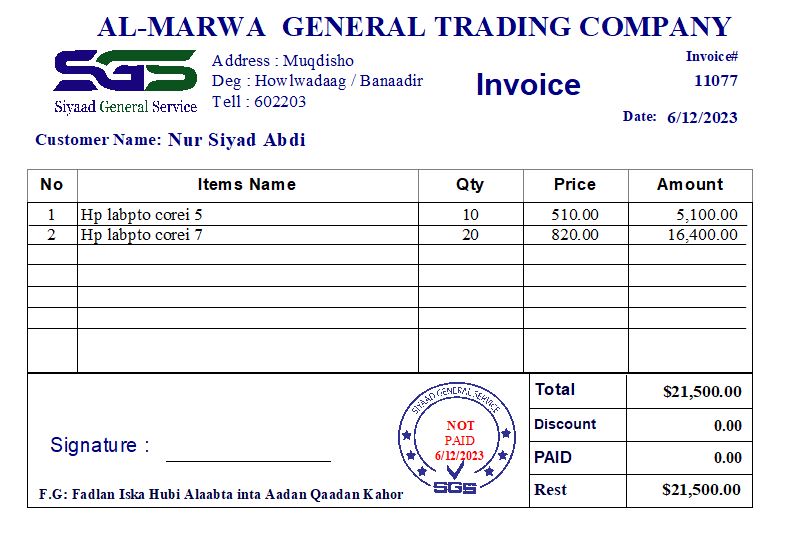 AL-MARWA GENERAL TRADING COMPANY
SGS
Siyaad General Service
Address : Muqdisho
Deg : Howlwadaag / Banaadir
Tell : 602203
Invoice
Invoice#
11077
Date: 6/12/2023
Customer Name: Nur Siyad Abdi
No Items Name Qty Price Amount
1 Hp labpto corei 5 10 510.00 5,100.00
2 Hp labpto corei 7 20 820.00 16,400.00
Total $21,500.00
Discount 0.00
PAID 0.00
Rest $21,500.00
SIYAAD GENERAL SERVICE
NOT
PAID
6/12/2023
SGS
Signature :
F.G: Fadlan Iska Hubi Alaabta inta Aadan Qaadan Kahor